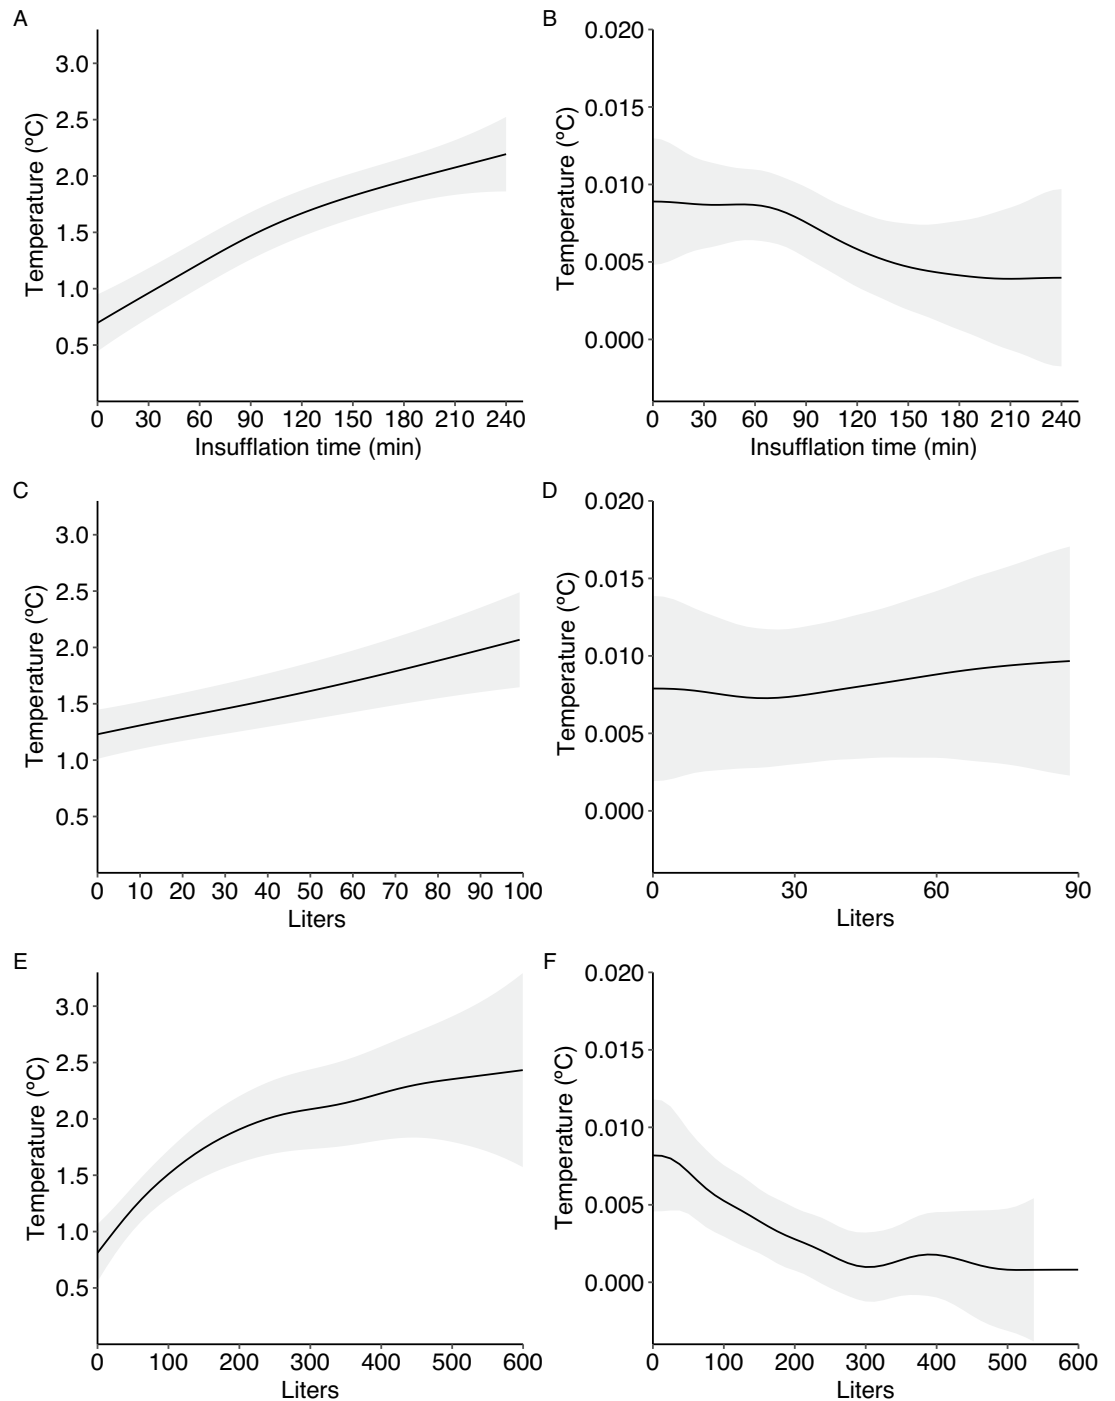 A
Temperature (ºC)
3.0
2.5
2.0
1.5
1.0
0.5
0 30 60 90 120 150 180 210 240
Insufflation time (min)
B
Temperature (ºC)
0.020
0.015
0.010
0.005
0.000
0 30 60 90 120 150 180 210 240
Insufflation time (min)
C
Temperature (ºC)
3.0
2.5
2.0
1.5
1.0
0.5
0 10 20 30 40 50 60 70 80 90 100
Liters
D
Temperature (ºC)
0.020
0.015
0.010
0.005
0.000
0 30 60 90
Liters
E
Temperature (ºC)
3.0
2.5
2.0
1.5
1.0
0.5
0 100 200 300 400 500 600
Liters
F
Temperature (ºC)
0.020
0.015
0.010
0.005
0.000
0 100 200 300 400 500 600
Liters